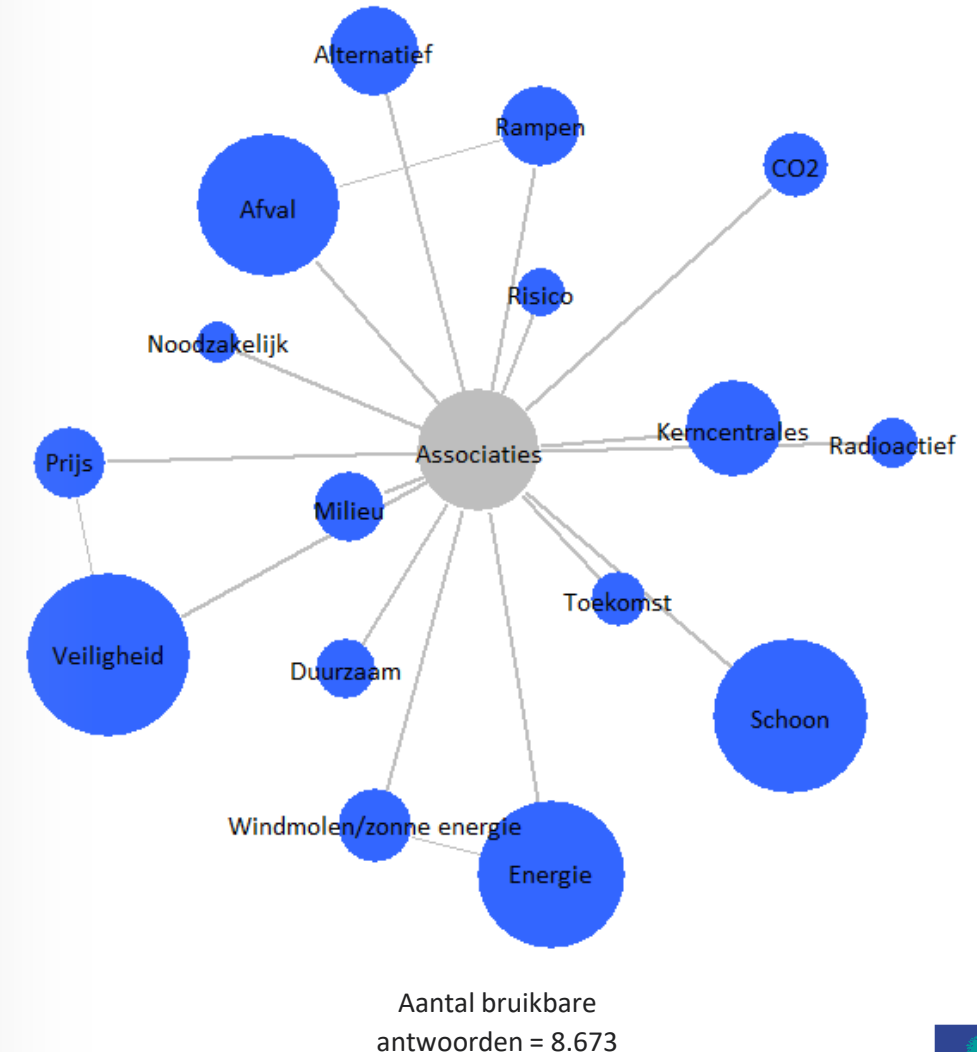 Alternatief
Rampen
CO2
Afval
Risico
Noodzakelijk
Kerncentrales
Radioactief
Associaties
Prijs
Milieu
Toekomst
Veiligheid
Duurzaam
Schoon
Windmolen/zonne energie
Energie
Aantal bruikbare
antwoorden = 8.673